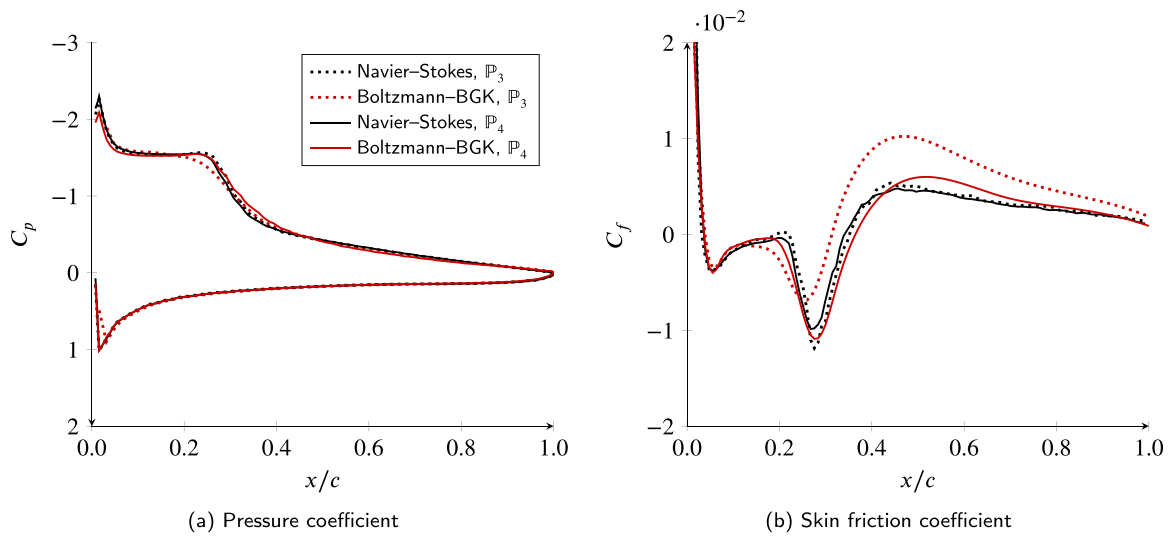 −3
−2
−1
0
1
2
0.0 0.2 0.4 0.6 0.8 1.0
x/c
C_p
Navier–Stokes, ℙ₃
Boltzmann–BGK, ℙ₃
Navier–Stokes, ℙ₄
Boltzmann–BGK, ℙ₄
(a) Pressure coefficient
·10⁻²
2
1
0
−1
−2
0.0 0.2 0.4 0.6 0.8 1.0
x/c
C_f
(b) Skin friction coefficient